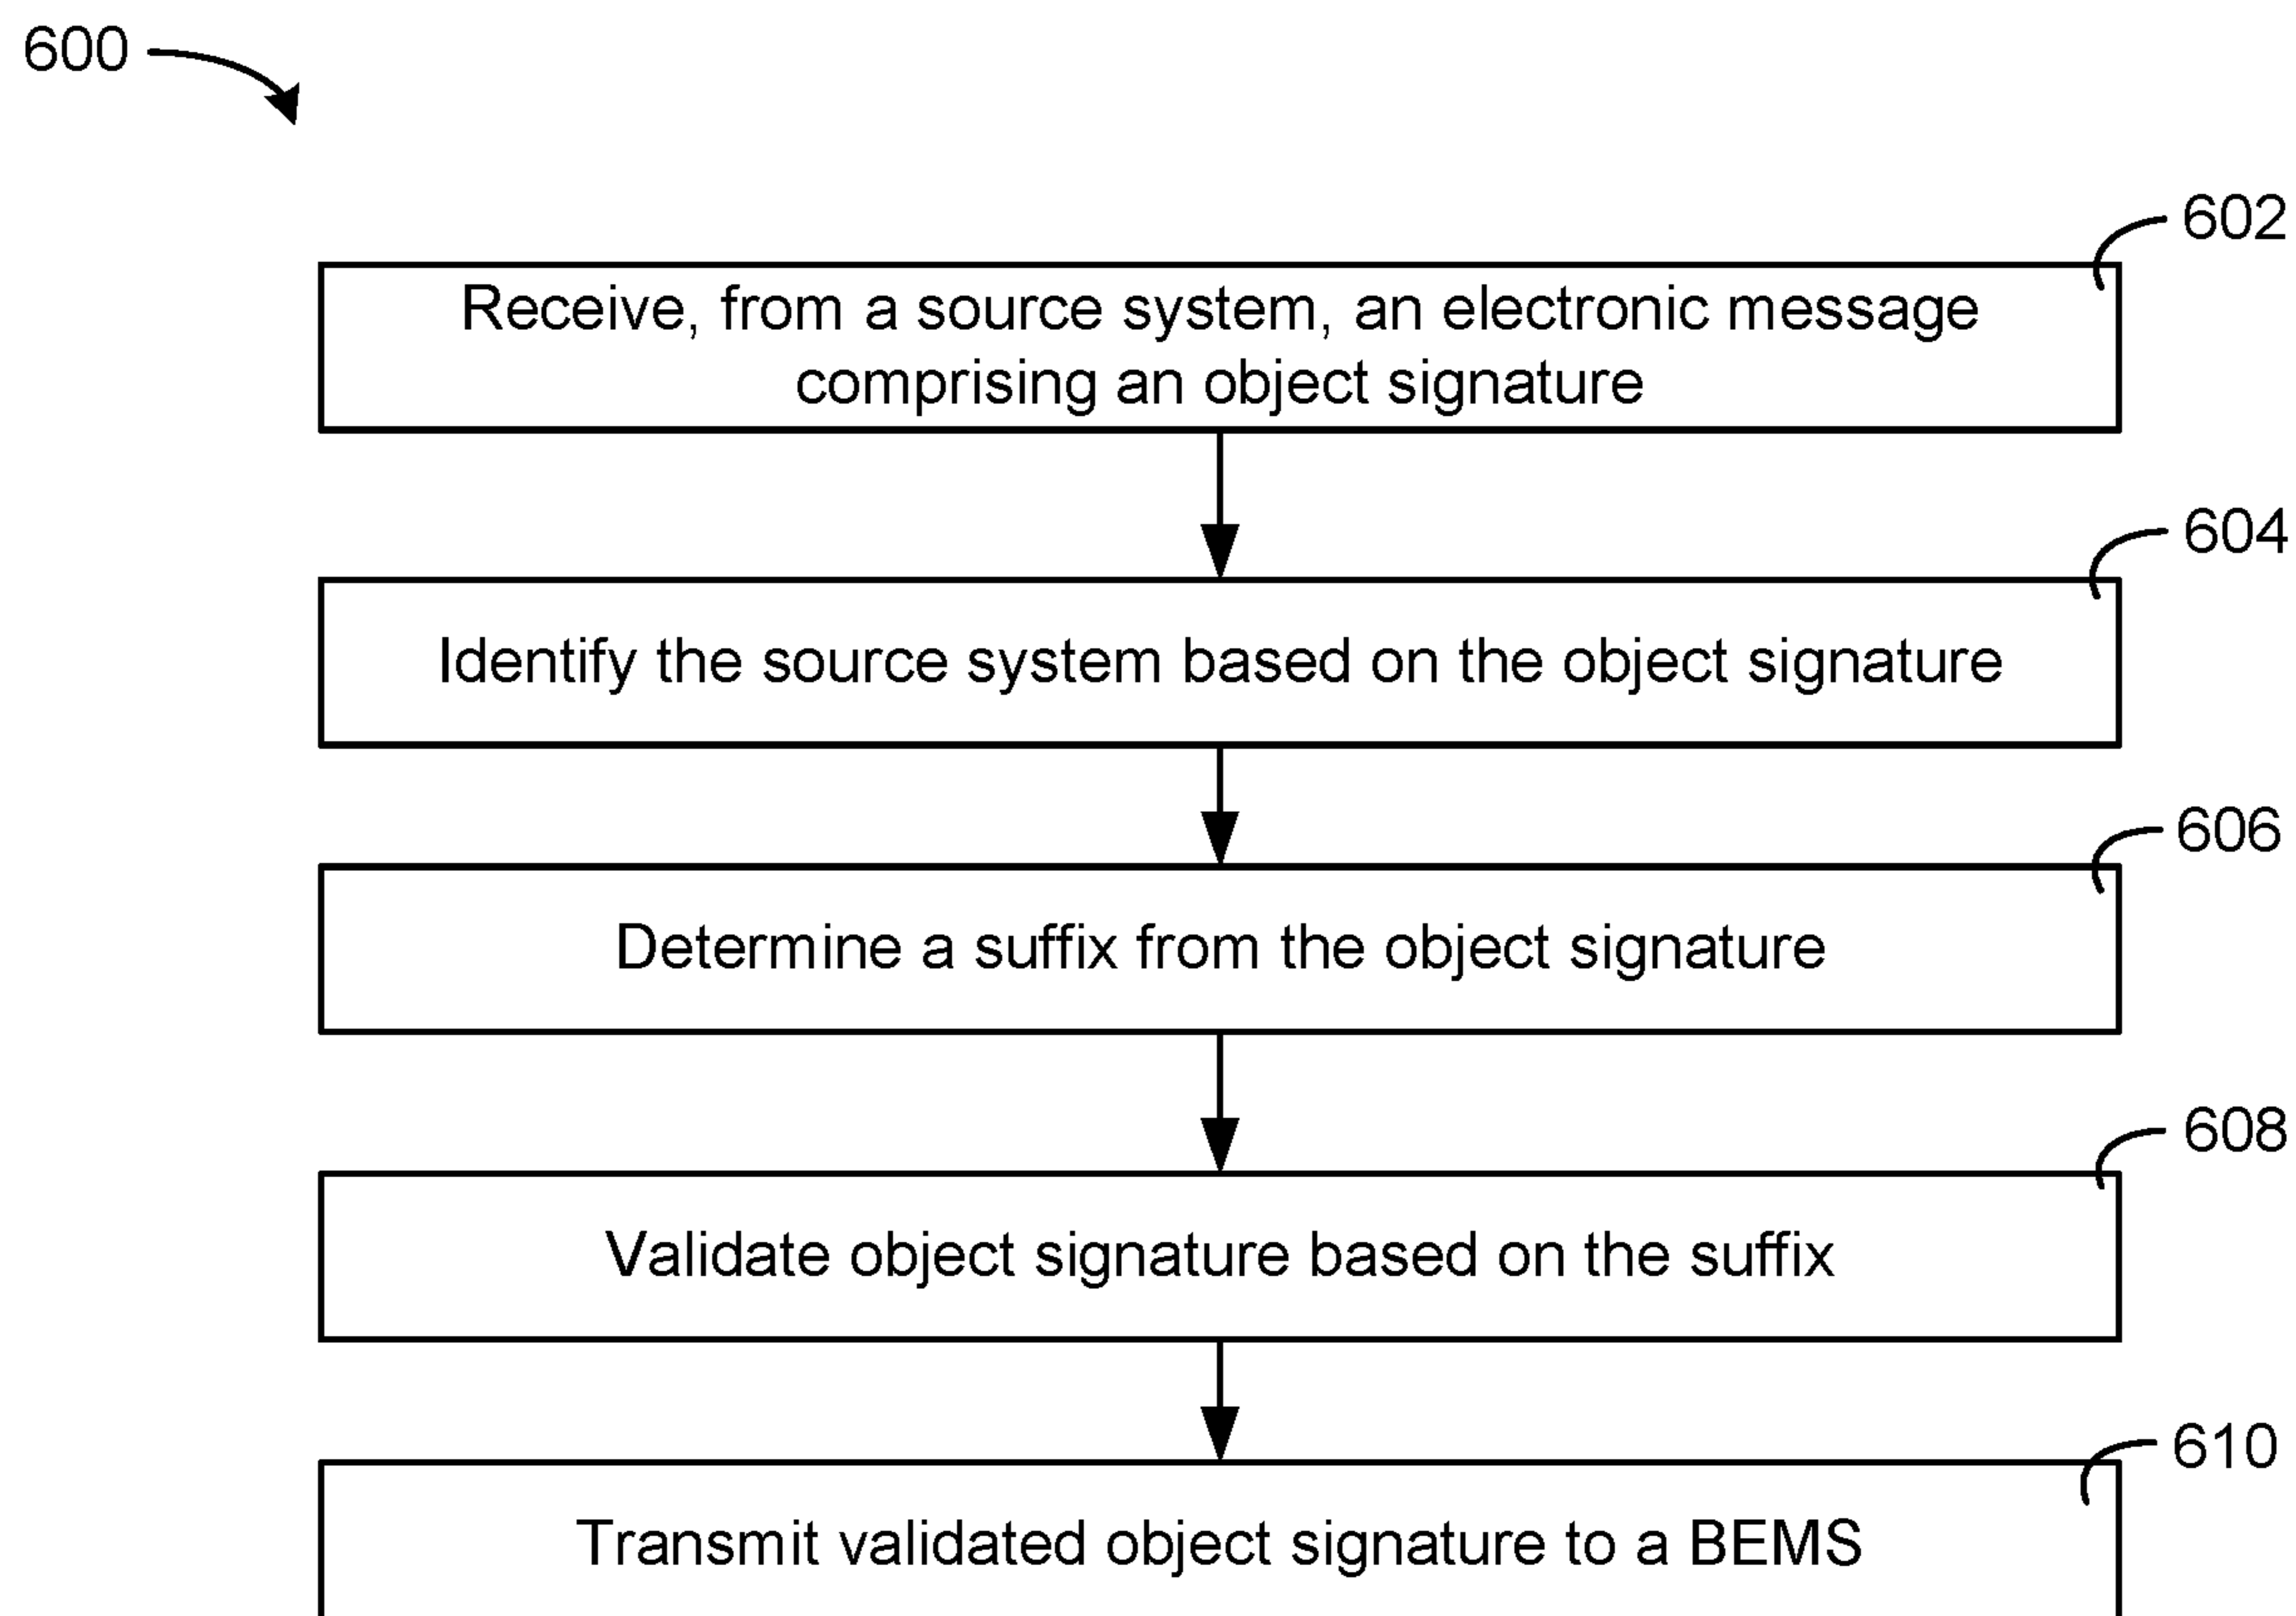 600
602
Receive, from a source system, an electronic message
comprising an object signature
604
Identify the source system based on the object signature
606
Determine a suffix from the object signature
608
Validate object signature based on the suffix
610
Transmit validated object signature to a BEMS